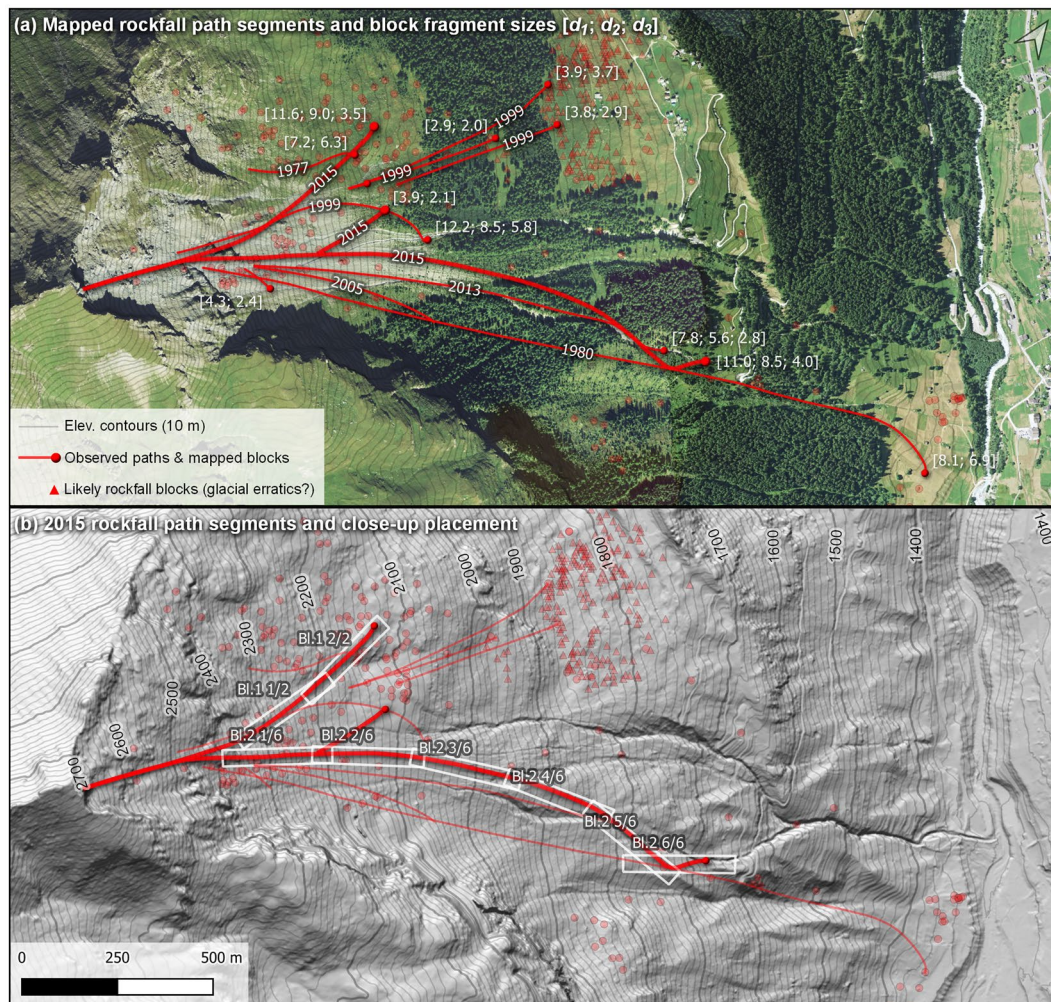 (a) Mapped rockfall path segments and block fragment sizes [d1; d2; d3]
[3.9; 3.7]
[11.6; 9.0; 3.5]
[3.8; 2.9]
[2.9; 2.0]
1999
[7.2; 6.3]
1999
1977
2015
1999
1999
[3.9; 2.1]
2015
[12.2; 8.5; 5.8]
2015
2005
2013
[4.3; 2.4]
1980
[7.8; 5.6; 2.8]
[11.0; 8.5; 4.0]
[8.1; 6.9]
Elev. contours (10 m)
Observed paths & mapped blocks
Likely rockfall blocks (glacial erratics?)
(b) 2015 rockfall path segments and close-up placement
1400
2100
2000
1900
1800
1700
1600
1500
1400
2200
2300
2400
2500
2600
2700
Bl.1 2/2
Bl.1 1/2
Bl.2 1/6
Bl.2 2/6
Bl.2 3/6
Bl.2 4/6
Bl.2 5/6
Bl.2 6/6
0 250 500 m